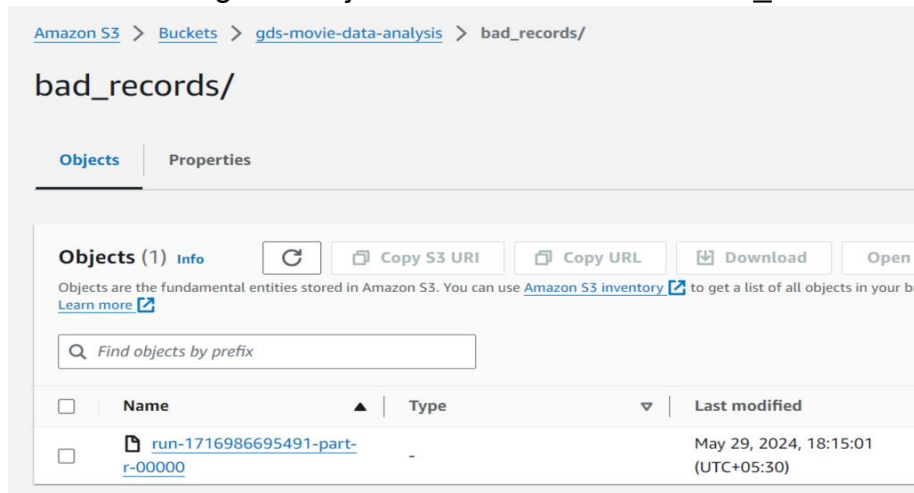 Amazon S3 > Buckets > gds-movie-data-analysis > bad_records/
bad_records/
Objects Properties
Objects (1) Info Copy S3 URI Copy URL Download Open
Objects are the fundamental entities stored in Amazon S3. You can use Amazon S3 inventory to get a list of all objects in your
Learn more
Find objects by prefix
Name Type Last modified
run-1716986695491-part- May 29, 2024, 18:15:01
r-00000 - (UTC+05:30)